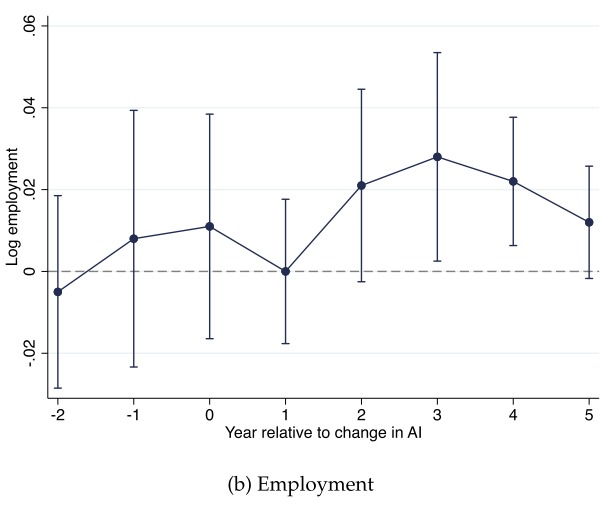 .06
.04
.02
0
-.02
Log employment
-2 -1 0 1 2 3 4 5
Year relative to change in AI
(b) Employment